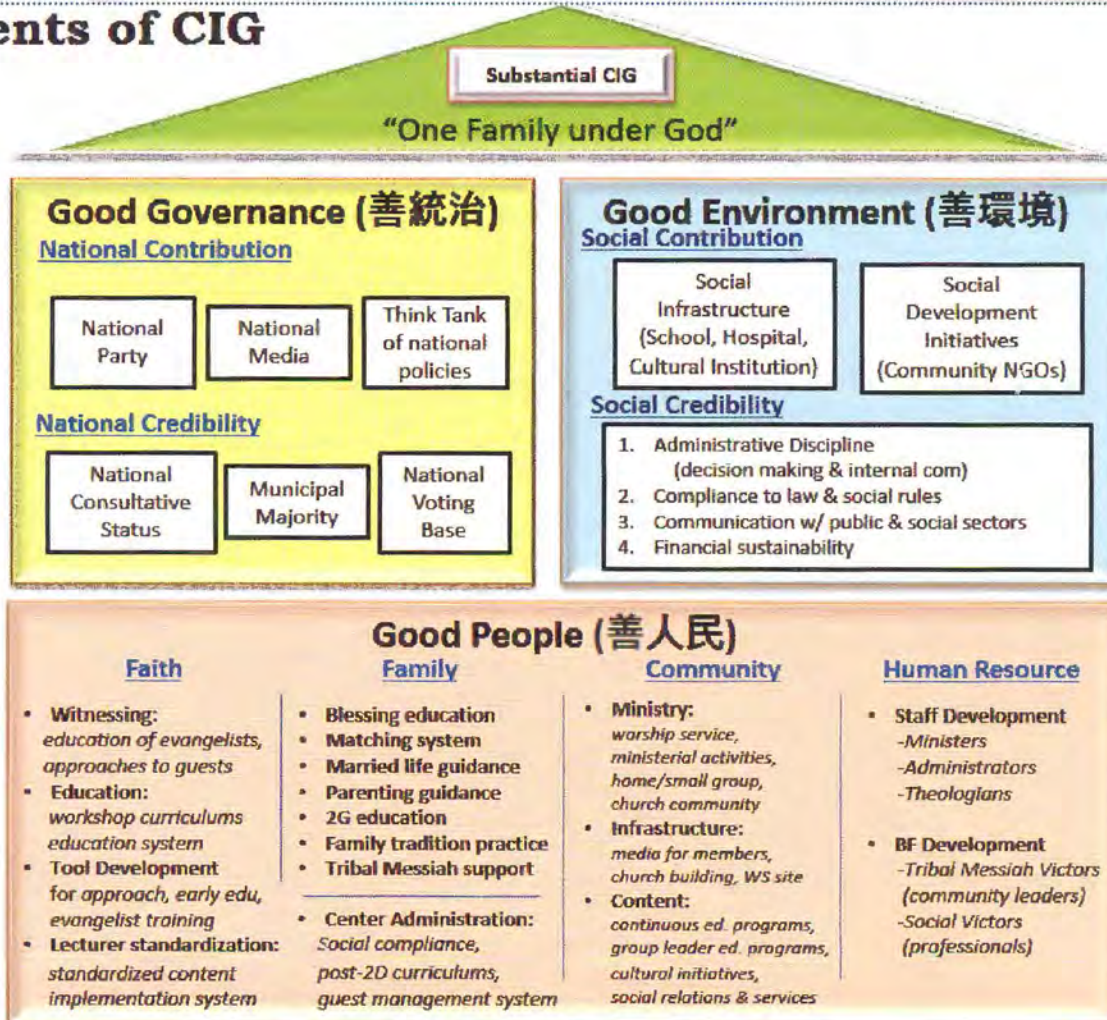 ents of CIG
Substantial CIG
"One Family under God"
Good Governance (善統治)
National Contribution
National
Party
National
Media
Think Tank
of national
policies
National Credibility
National
Consultative
Status
Municipal
Majority
National
Voting
Base
Good Environment (善環境)
Social Contribution
Social
Infrastructure
(School, Hospital,
Cultural Institution)
Social
Development
Initiatives
(Community NGOs)
Social Credibility
1. Administrative Discipline
(decision making & internal com)
2. Compliance to law & social rules
3. Communication w/ public & social sectors
4. Financial sustainability
Good People (善人民)
Faith
• Witnessing:
education of evangelists,
approaches to guests
• Education:
workshop curriculums
education system
• Tool Development
for approach, early edu,
evangelist training
• Lecturer standardization:
standardized content
implementation system
Family
• Blessing education
• Matching system
• Married life guidance
• Parenting guidance
• 2G education
• Family tradition practice
• Tribal Messiah support
• Center Administration:
Social compliance,
post-2D curriculums,
guest management system
Community
• Ministry:
worship service,
ministerial activities,
home/small group,
church community
• Infrastructure:
media for members,
church building, WS site
• Content:
continuous ed. programs,
group leader ed. programs,
cultural initiatives,
social relations & services
Human Resource
• Staff Development
-Ministers
-Administrators
-Theologians
• BF Development
-Tribal Messiah Victors
(community leaders)
-Social Victors
(professionals)